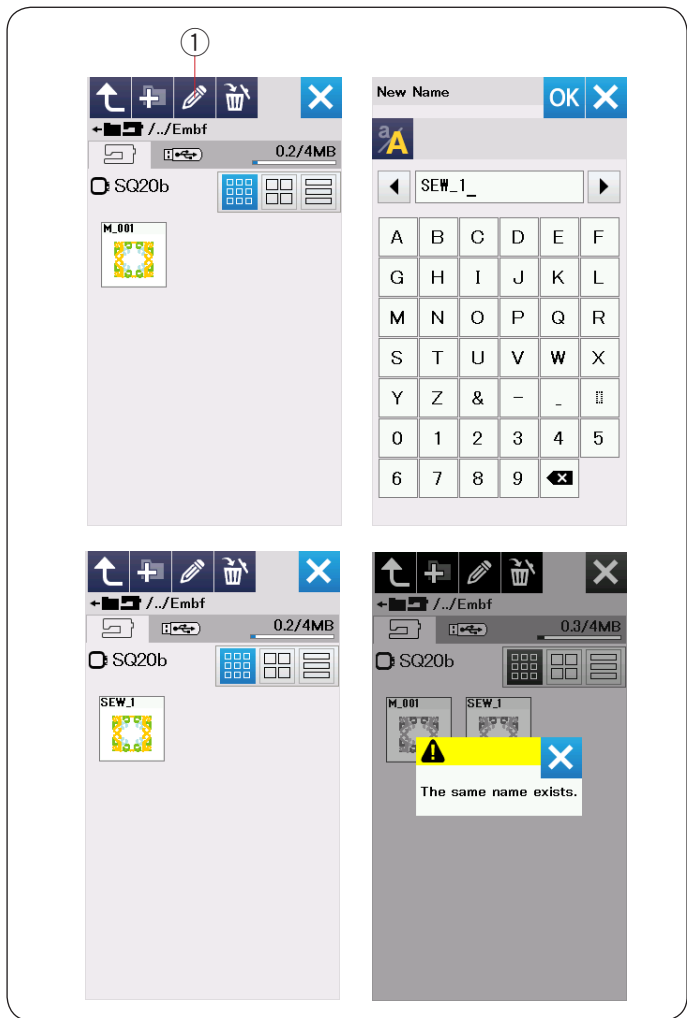 1
/../Embf
0.2/4MB
SQ20b
M_001
New Name
OK
a/A
SEW_1_
A B C D E F
G H I J K L
M N O P Q R
S T U V W X
Y Z & - _
0 1 2 3 4 5
6 7 8 9
/../Embf
0.2/4MB
SQ20b
SEW_1
/../Embf
0.3/4MB
SQ20b
M_001 SEW_1
The same name exists.